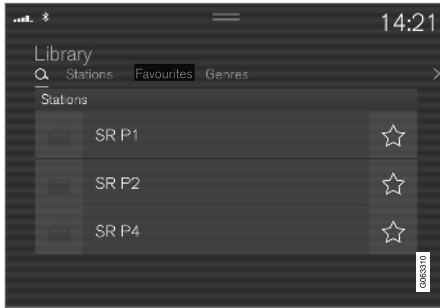 14:21
Library
Stations Favourites Genres
Stations
SR P1
SR P2
SR P4
G063310